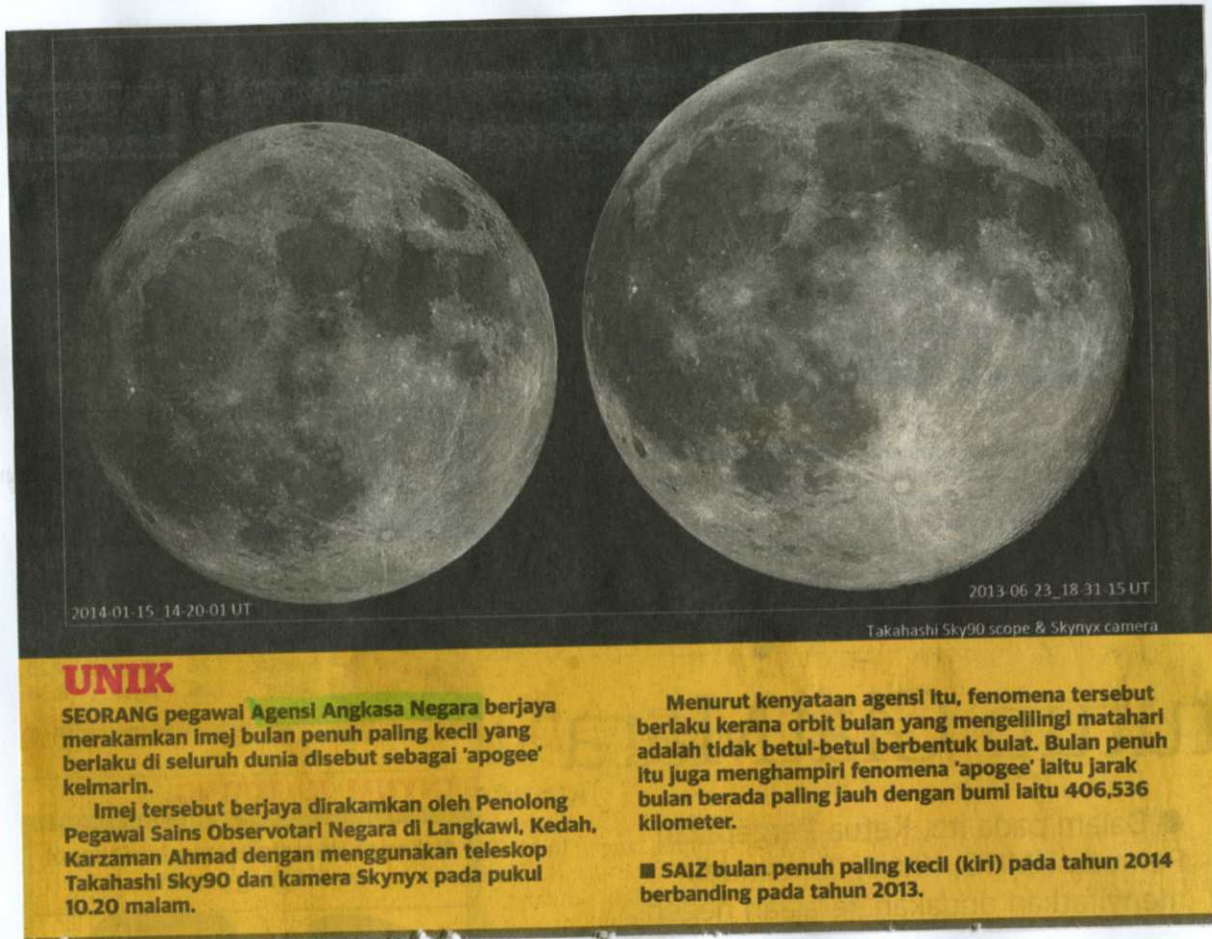 2014-01-15_14-20-01 UT
2013-06-23_18-31-15 UT
Takahashi Sky90 scope & Skynyx camera
UNIK
SEORANG pegawai Agensi Angkasa Negara berjaya
merakamkan imej bulan penuh paling kecil yang
berlaku di seluruh dunia disebut sebagai 'apogee'
kelmarin.
Imej tersebut berjaya dirakamkan oleh Penolong
Pegawai Sains Observotari Negara di Langkawi, Kedah,
Karzaman Ahmad dengan menggunakan teleskop
Takahashi Sky90 dan kamera Skynyx pada pukul
10.20 malam.
Menurut kenyataan agensi itu, fenomena tersebut
berlaku kerana orbit bulan yang mengelilingi matahari
adalah tidak betul-betul berbentuk bulat. Bulan penuh
itu juga menghampiri fenomena 'apogee' iaitu jarak
bulan berada paling jauh dengan bumi iaitu 406,536
kilometer.
■ SAIZ bulan penuh paling kecil (kiri) pada tahun 2014
berbanding pada tahun 2013.